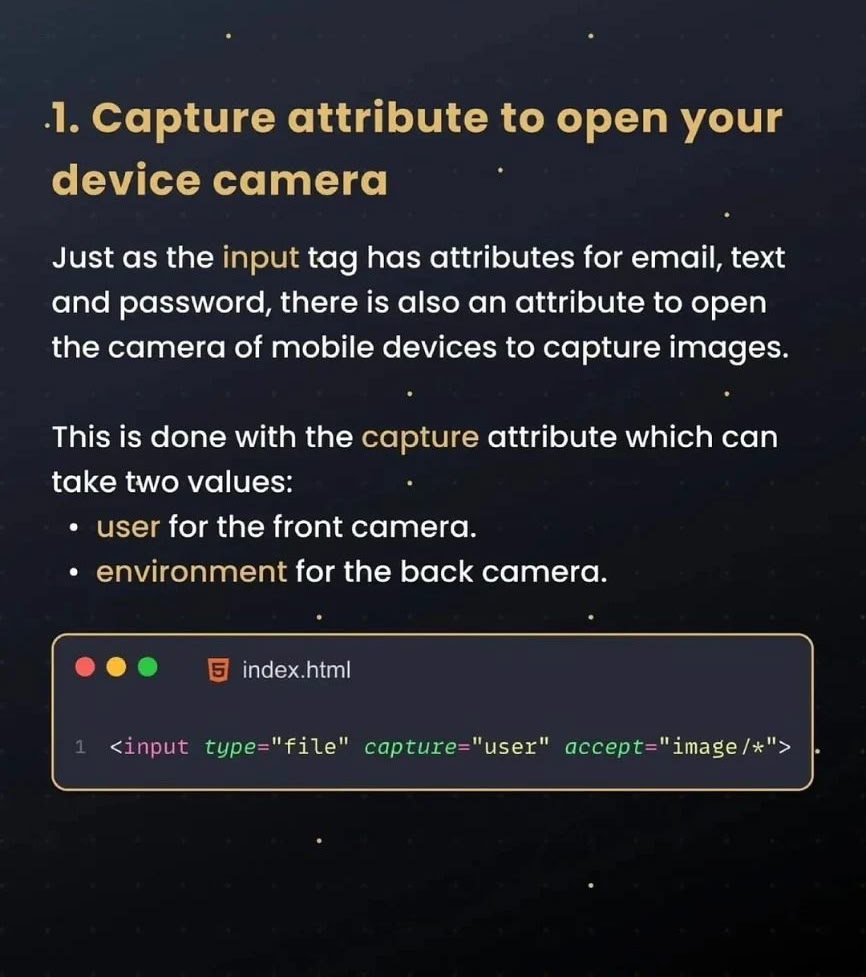 1. Capture attribute to open your
device camera
Just as the input tag has attributes for email, text
and password, there is also an attribute to open
the camera of mobile devices to capture images.
This is done with the capture attribute which can
take two values:
• user for the front camera.
• environment for the back camera.
index.html
1 <input type="file" capture="user" accept="image/*">